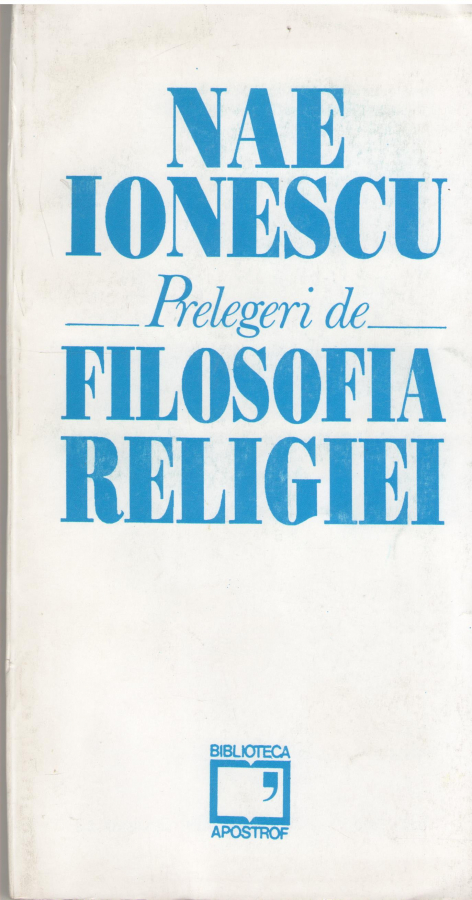 NAE
IONESCU
Prelegeri de
FILOSOFIA
RELIGIEI
BIBLIOTECA
APOSTROF